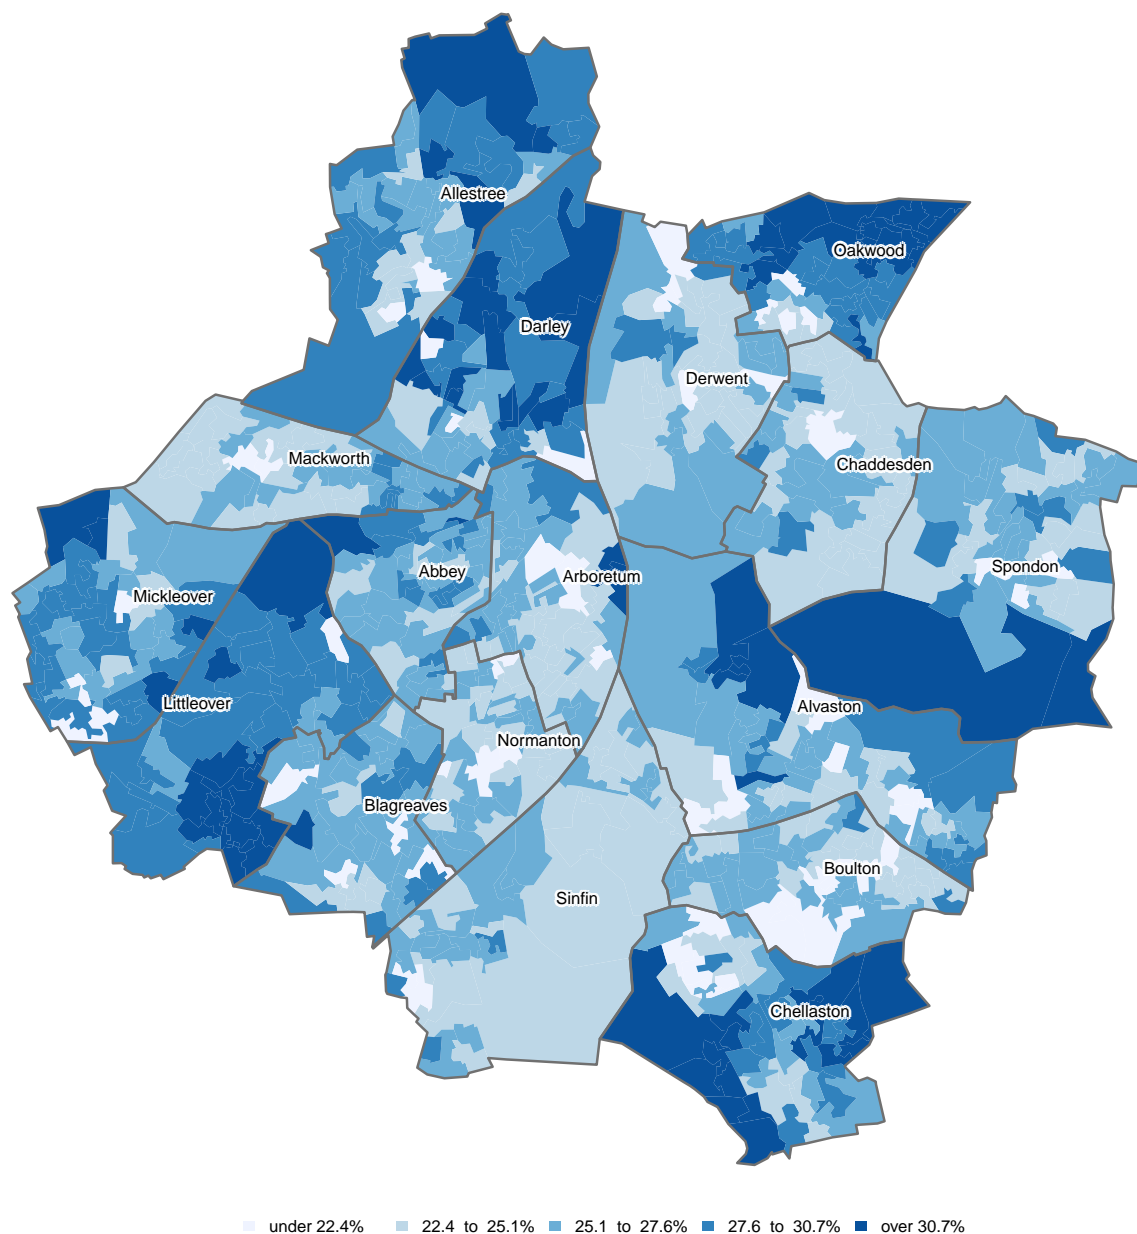 Allestree
Oakwood
Darley
Derwent
Mackworth
Chaddesden
Abbey
Arboretum
Spondon
Mickleover
Littleover
Alvaston
Normanton
Blagreaves
Boulton
Sinfin
Chellaston
under 22.4% 22.4 to 25.1% 25.1 to 27.6% 27.6 to 30.7% over 30.7%